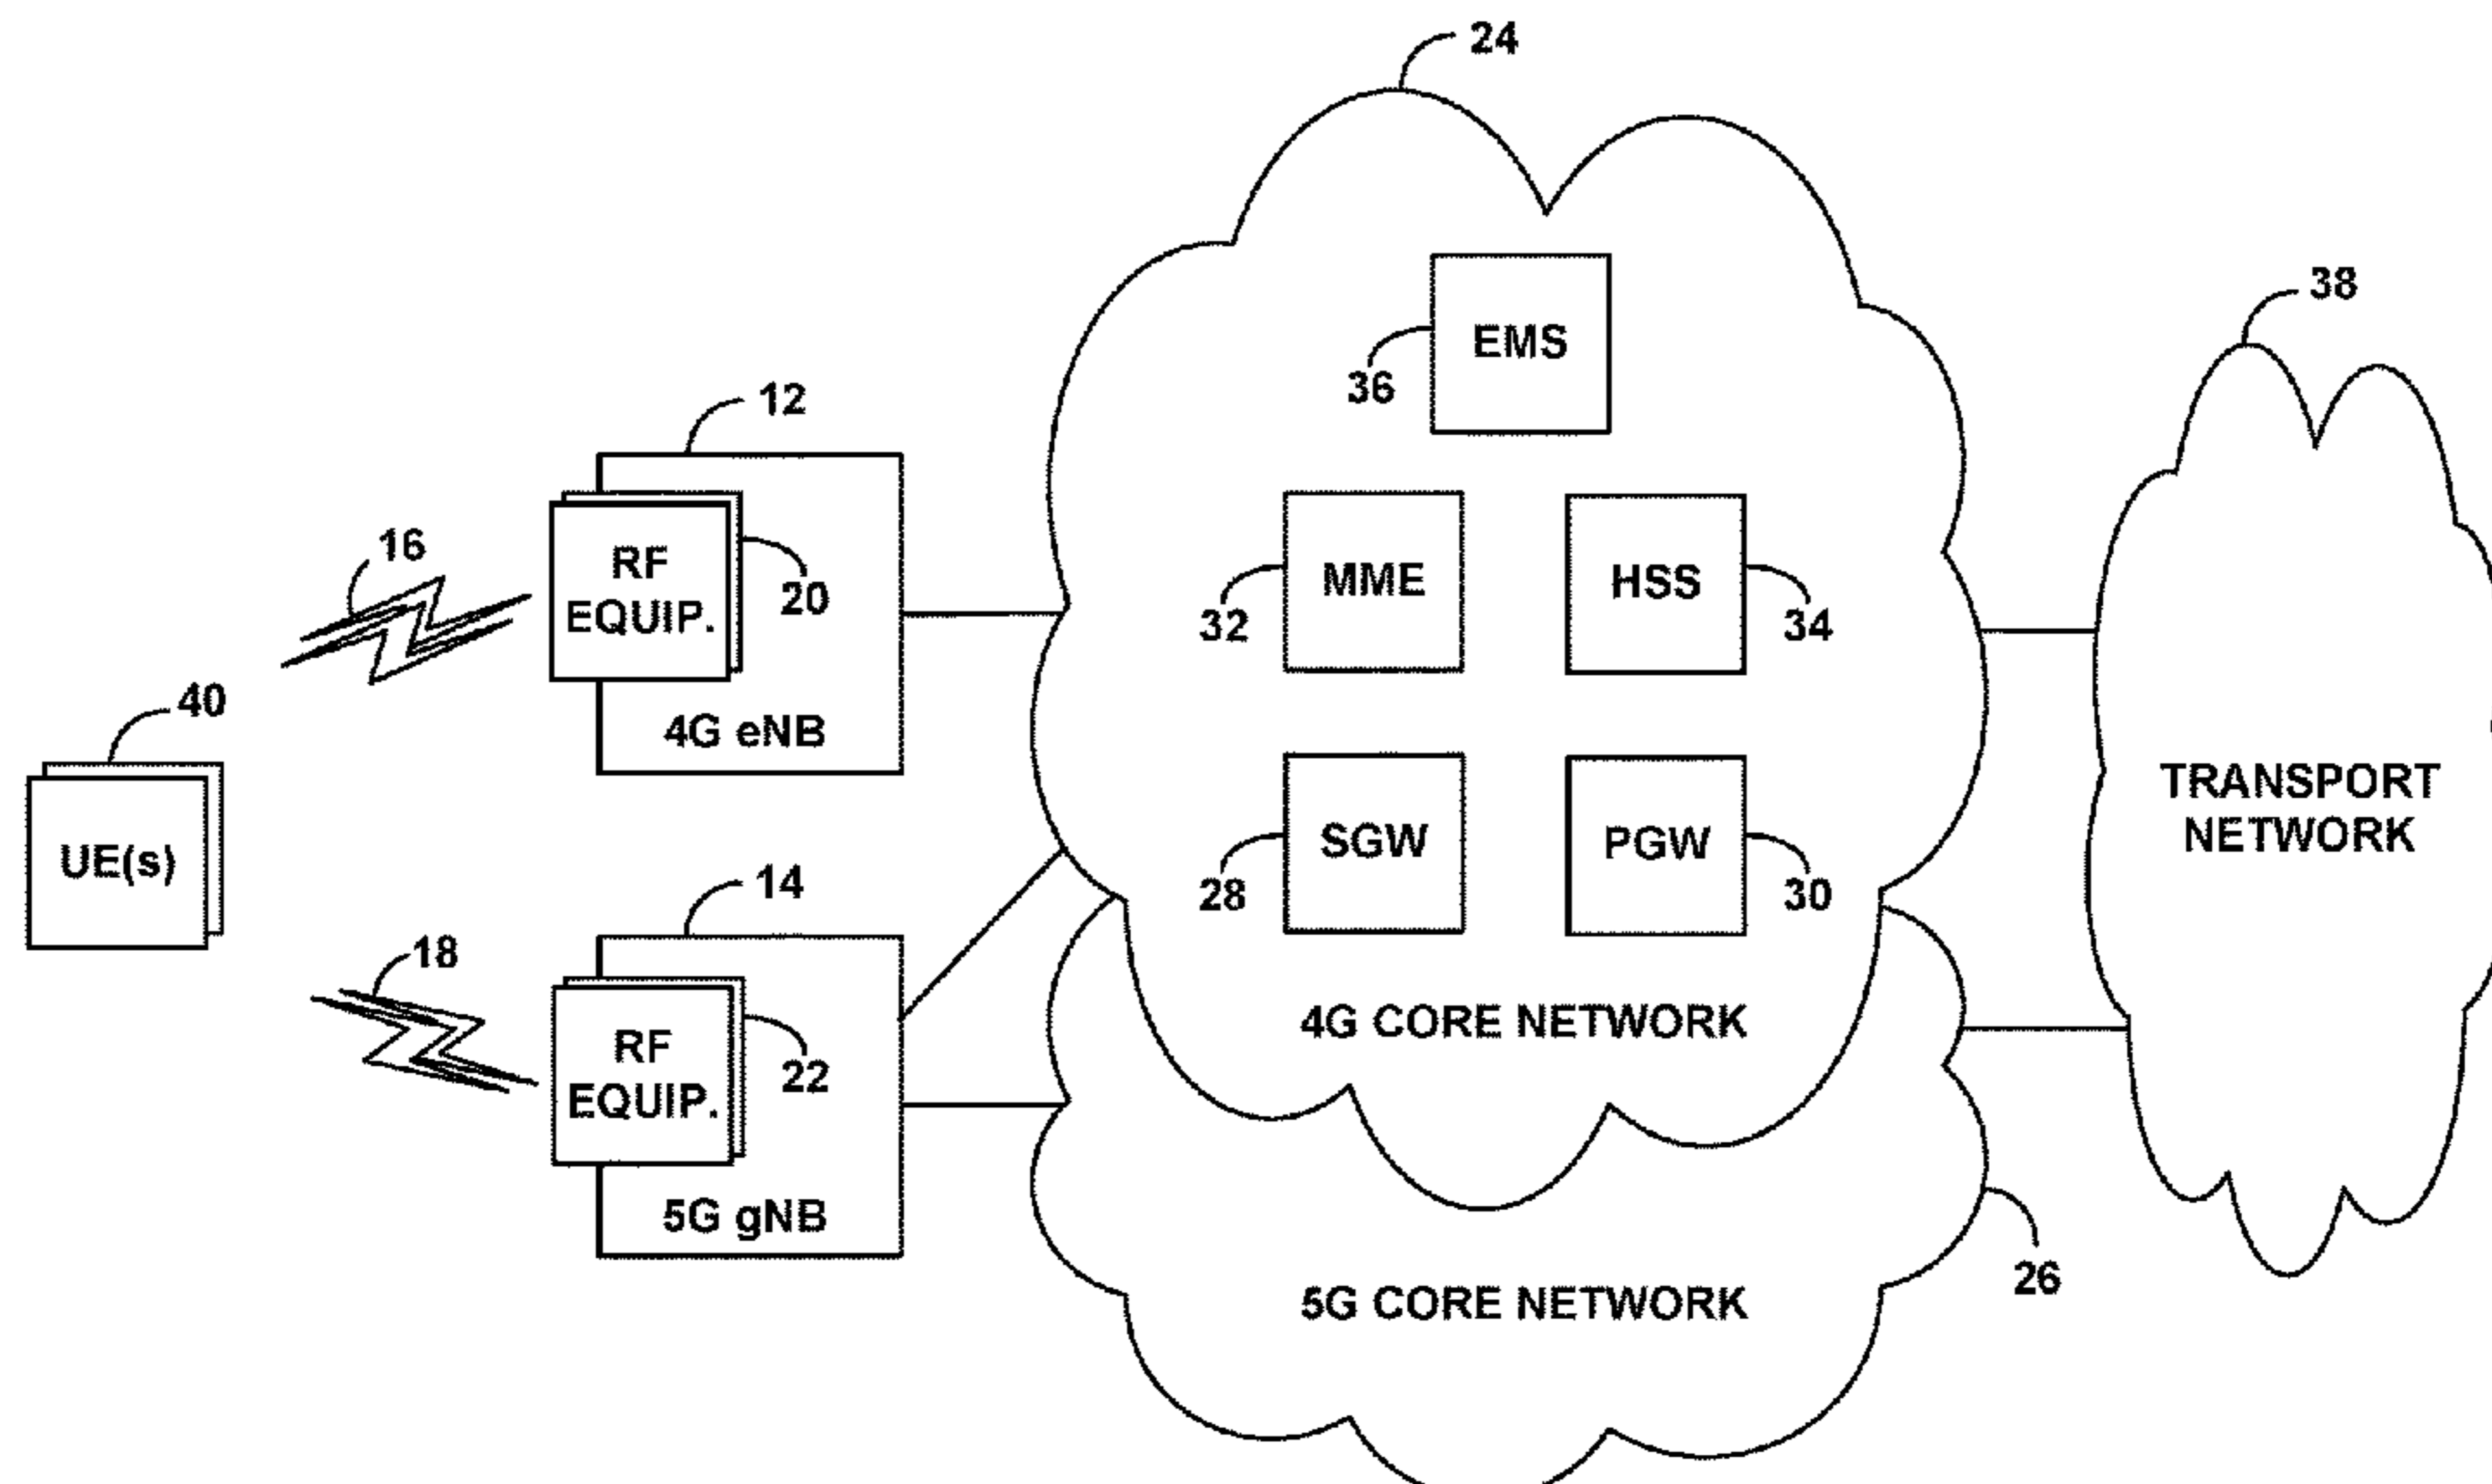 24
38
EMS
36
12
16
RF
EQUIP.
20
MME
32
HSS
34
40
4G eNB
UE(s)
TRANSPORT
NETWORK
SGW
28
PGW
30
14
18
RF
EQUIP.
22
4G CORE NETWORK
5G gNB
26
5G CORE NETWORK